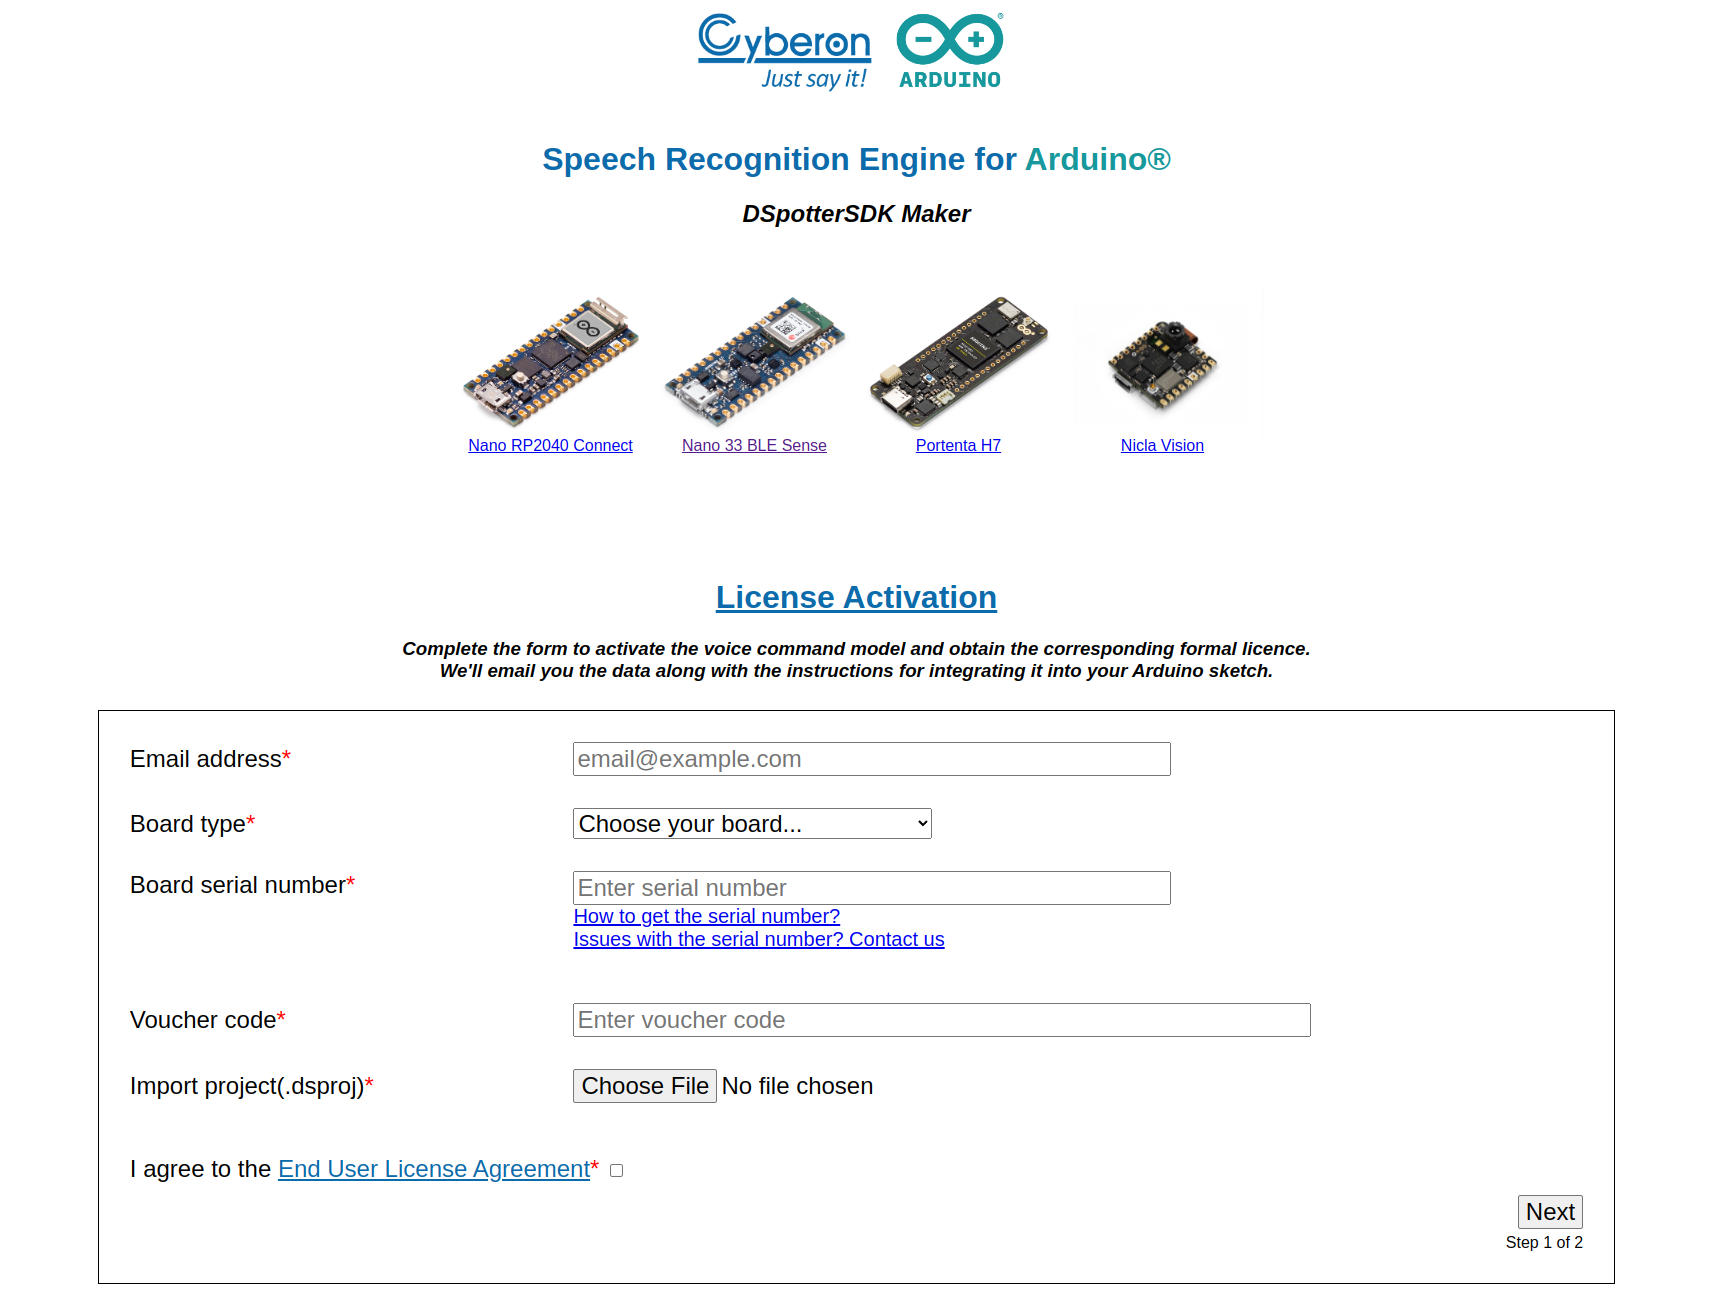 Cyberon
Just say it!
ARDUINO
Speech Recognition Engine for Arduino®
DSpotterSDK Maker
Nano RP2040 Connect
Nano 33 BLE Sense
Portenta H7
Nicla Vision
License Activation
Complete the form to activate the voice command model and obtain the corresponding formal licence.
We'll email you the data along with the instructions for integrating it into your Arduino sketch.
Email address*
email@example.com
Board type*
Choose your board...
Board serial number*
Enter serial number
How to get the serial number?
Issues with the serial number? Contact us
Voucher code*
Enter voucher code
Import project(.dsproj)*
Choose File No file chosen
I agree to the End User License Agreement*
Next
Step 1 of 2